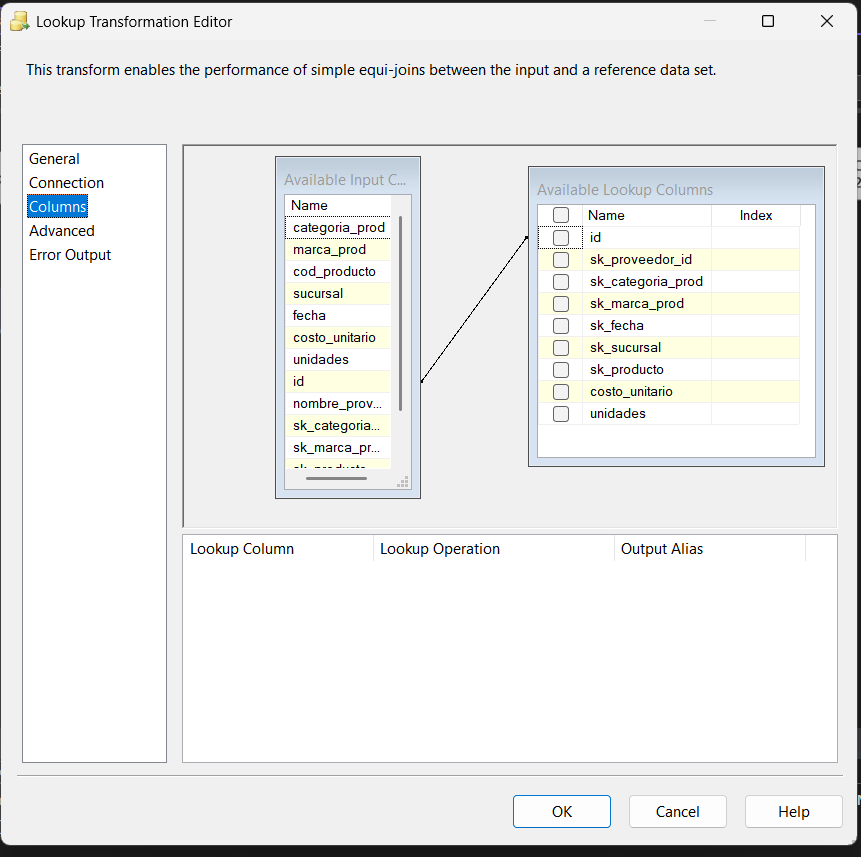 Lookup Transformation Editor
This transform enables the performance of simple equi-joins between the input and a reference data set.
General
Connection
Columns
Advanced
Error Output
Available Input C...
Name
categoria_prod
marca_prod
cod_producto
sucursal
fecha
costo_unitario
unidades
id
nombre_prov...
sk_categoria...
sk_marca_pr...
sk_producto
Available Lookup Columns
Name Index
id
sk_proveedor_id
sk_categoria_prod
sk_marca_prod
sk_fecha
sk_sucursal
sk_producto
costo_unitario
unidades
Lookup Column Lookup Operation Output Alias
OK Cancel Help